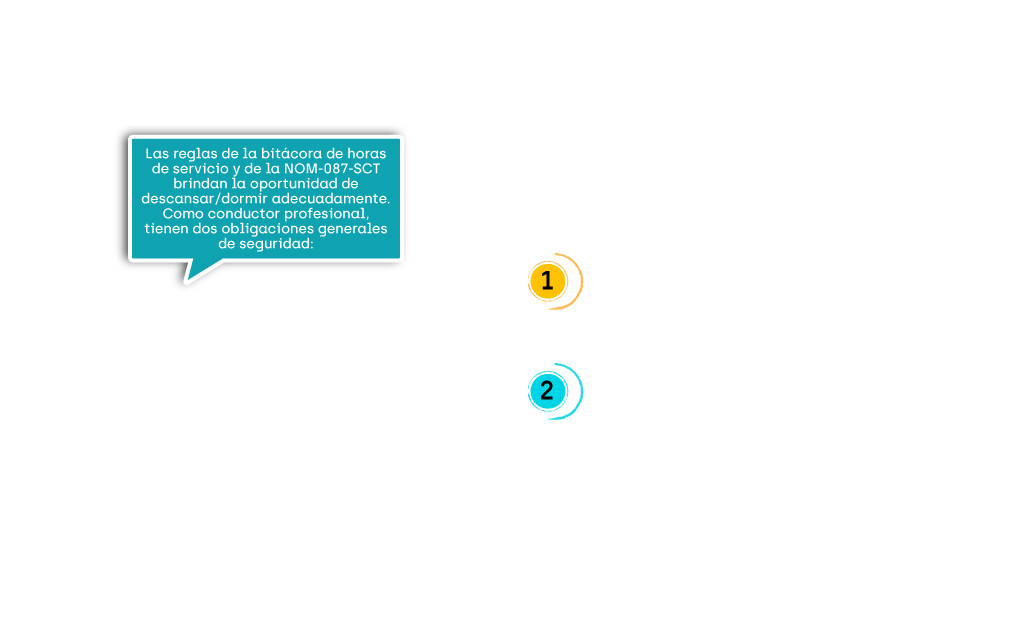 Las reglas de la bitácora de horas
de servicio y de la NOM-087-SCT
brindan la oportunidad de
descansar/dormir adecuadamente.
Como conductor profesional,
tienen dos obligaciones generales
de seguridad:
1
2